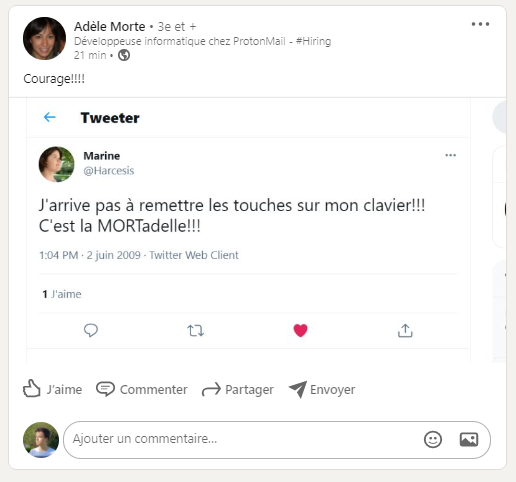 Adèle Morte • 3e et +
Développeuse informatique chez ProtonMail - #Hiring
21 min •
Courage!!!!
Tweeter
Marine
@Harcesis
J'arrive pas à remettre les touches sur mon clavier!!!
C'est la MORTadelle!!!
1:04 PM · 2 juin 2009 · Twitter Web Client
1 J'aime
J'aime Commenter Partager Envoyer
Ajouter un commentaire...